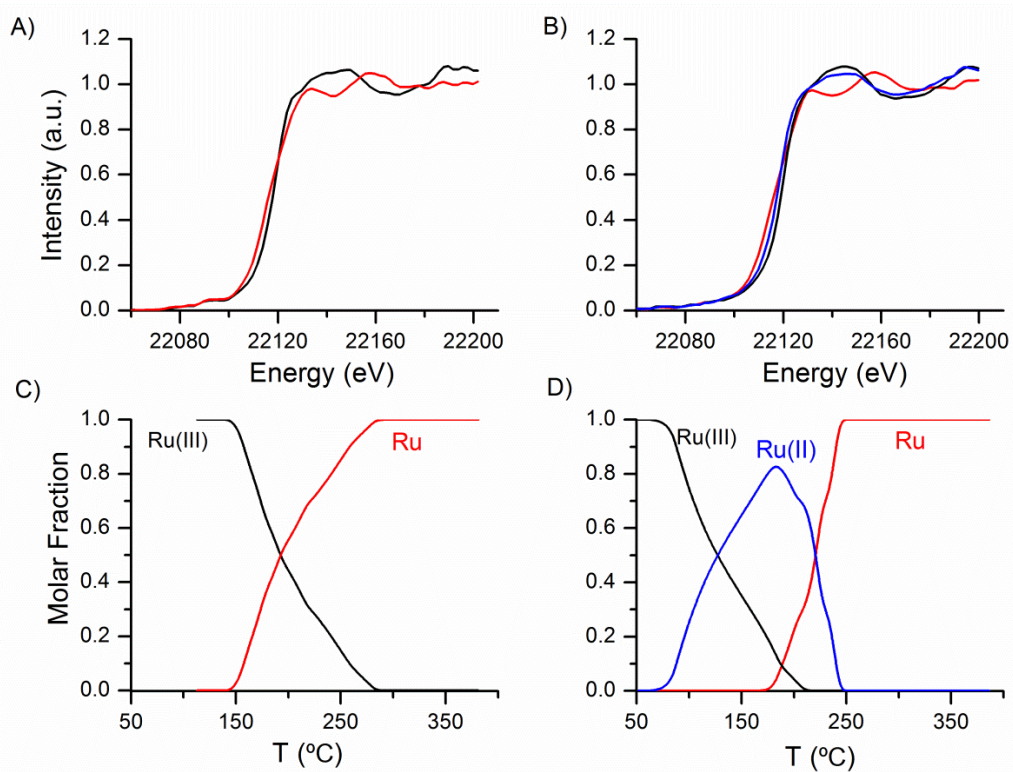 A)
1.2
1.0
0.8
0.6
0.4
0.2
0.0
Intensity (a.u.)
22080 22120 22160 22200
Energy (eV)
B)
1.2
1.0
0.8
0.6
0.4
0.2
0.0
22080 22120 22160 22200
Energy (eV)
C)
1.0
0.8
0.6
0.4
0.2
0.0
Molar Fraction
Ru(III)
Ru
50 150 250 350
T (ºC)
D)
1.0
0.8
0.6
0.4
0.2
0.0
Ru(III)
Ru(II)
Ru
50 150 250 350
T (ºC)